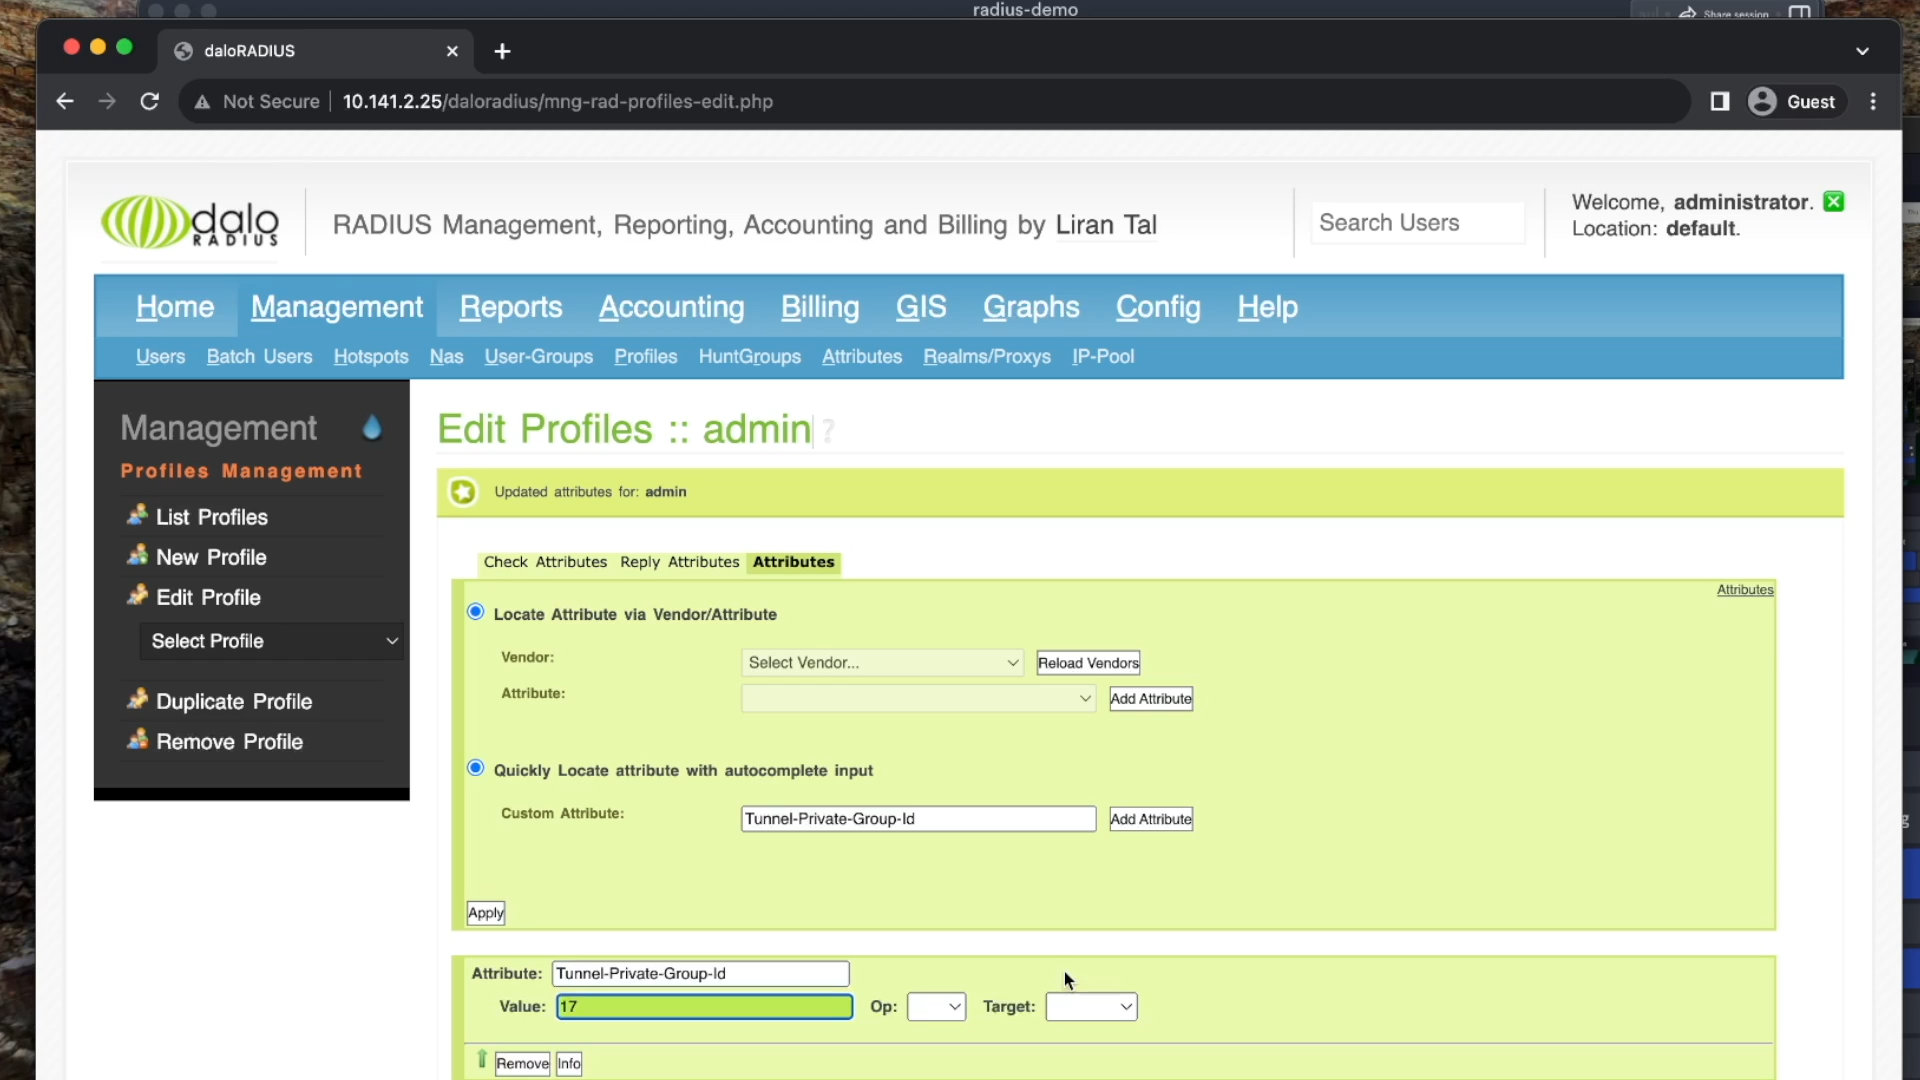 radius-demo
Share session
daloRADIUS
Not Secure
10.141.2.25/daloradius/mng-rad-profiles-edit.php
Guest
dalo
RADIUS
RADIUS Management, Reporting, Accounting and Billing by Liran Tal
Search Users
Welcome, administrator.
Location: default.
Home Management Reports Accounting Billing GIS Graphs Config Help
Users Batch Users Hotspots Nas User-Groups Profiles HuntGroups Attributes Realms/Proxys IP-Pool
Management
Profiles Management
List Profiles
New Profile
Edit Profile
Select Profile
Duplicate Profile
Remove Profile
Edit Profiles :: admin ?
Updated attributes for: admin
Check Attributes Reply Attributes Attributes
Attributes
Locate Attribute via Vendor/Attribute
Vendor: Select Vendor... Reload Vendors
Attribute: Add Attribute
Quickly Locate attribute with autocomplete input
Custom Attribute: Tunnel-Private-Group-Id Add Attribute
Apply
Attribute: Tunnel-Private-Group-Id
Value: 17 Op: Target:
Remove Info